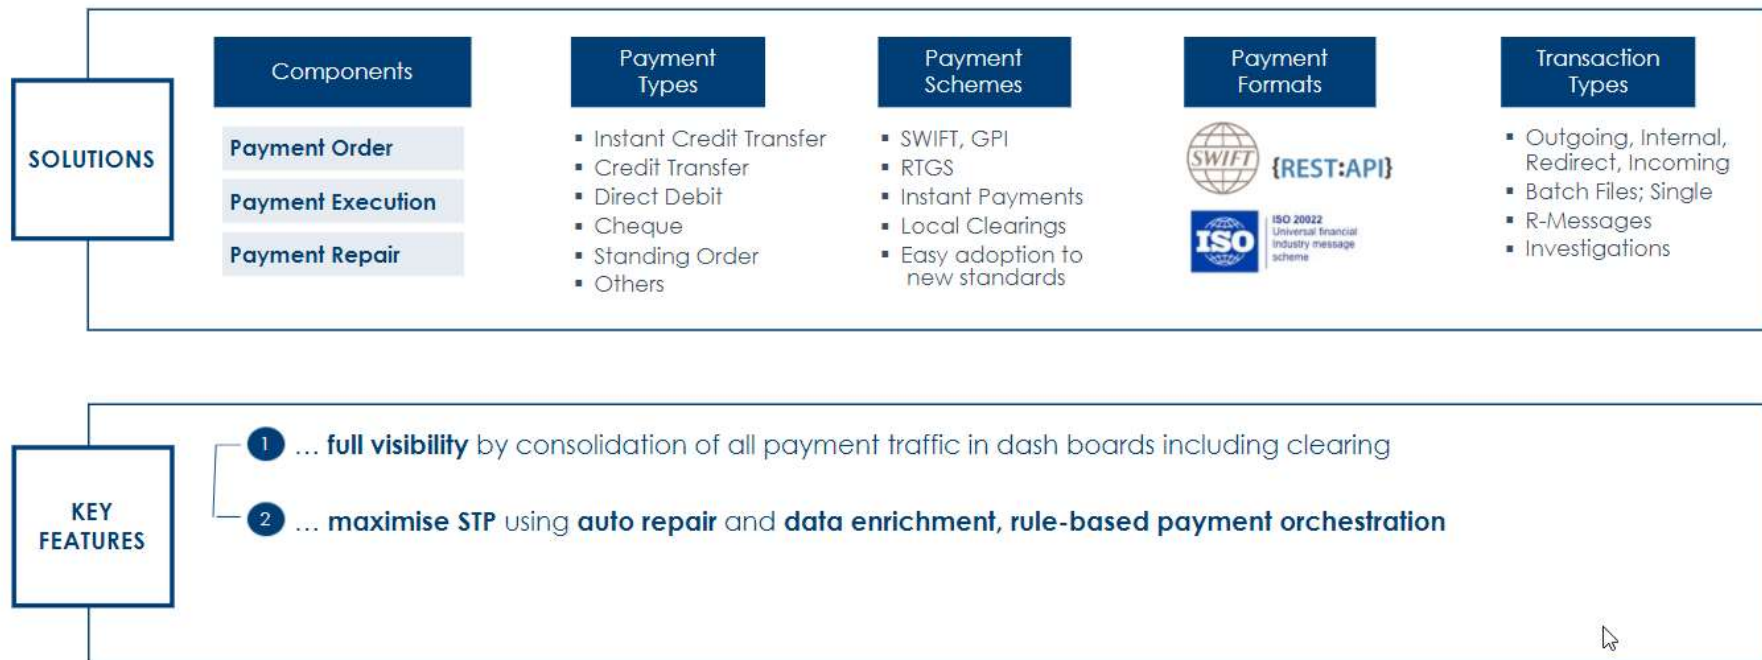 SOLUTIONS
Components
Payment Order
Payment Execution
Payment Repair
Payment
Types
▪ Instant Credit Transfer
▪ Credit Transfer
▪ Direct Debit
▪ Cheque
▪ Standing Order
▪ Others
Payment
Schemes
▪ SWIFT, GPI
▪ RTGS
▪ Instant Payments
▪ Local Clearings
▪ Easy adoption to
new standards
Payment
Formats
SWIFT
{REST:API}
ISO
ISO 20022
Universal financial
industry message
scheme
Transaction
Types
▪ Outgoing, Internal,
Redirect, Incoming
▪ Batch Files; Single
▪ R-Messages
▪ Investigations
KEY
FEATURES
1 ... full visibility by consolidation of all payment traffic in dash boards including clearing
2 ... maximise STP using auto repair and data enrichment, rule-based payment orchestration